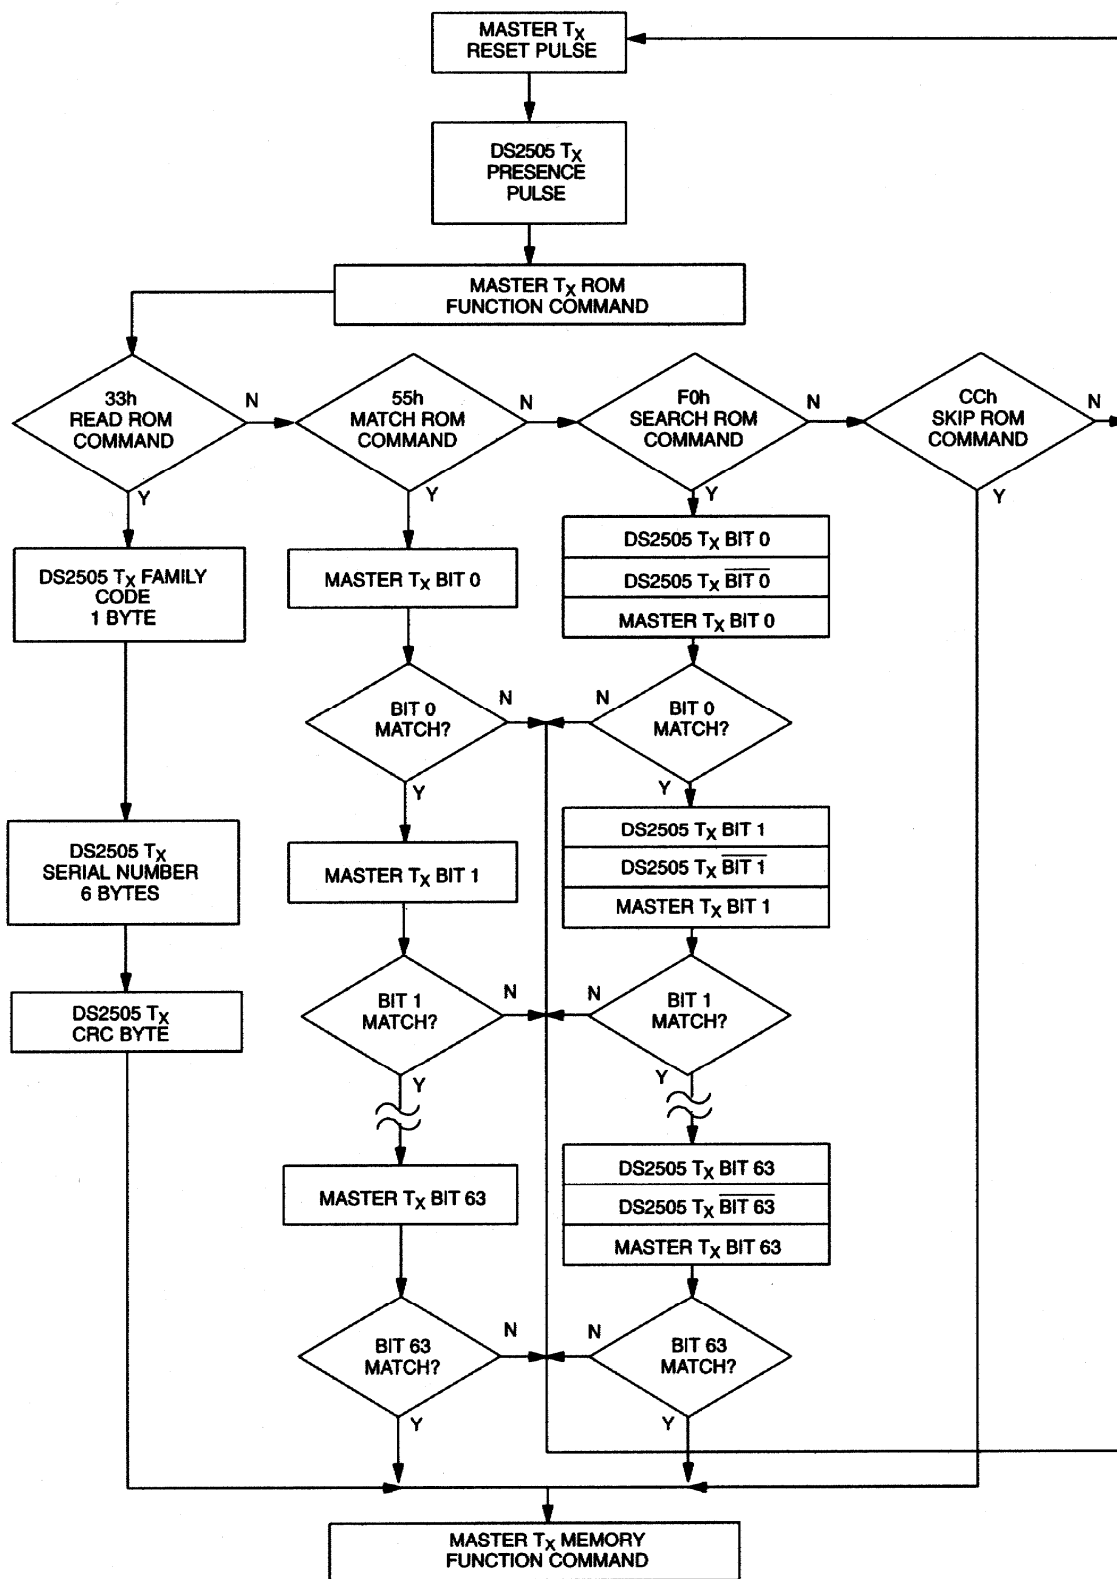 MASTER TX
RESET PULSE
DS2505 TX
PRESENCE
PULSE
MASTER TX ROM
FUNCTION COMMAND
33h
READ ROM
COMMAND
N
Y
55h
MATCH ROM
COMMAND
N
Y
F0h
SEARCH ROM
COMMAND
N
Y
CCh
SKIP ROM
COMMAND
N
Y
DS2505 TX FAMILY
CODE
1 BYTE
DS2505 TX
SERIAL NUMBER
6 BYTES
DS2505 TX
CRC BYTE
MASTER TX BIT 0
BIT 0
MATCH?
N
Y
MASTER TX BIT 1
BIT 1
MATCH?
N
Y
MASTER TX BIT 63
BIT 63
MATCH?
N
Y
DS2505 TX BIT 0
DS2505 TX BIT 0
MASTER TX BIT 0
N
BIT 0
MATCH?
Y
DS2505 TX BIT 1
DS2505 TX BIT 1
MASTER TX BIT 1
N
BIT 1
MATCH?
Y
DS2505 TX BIT 63
DS2505 TX BIT 63
MASTER TX BIT 63
N
BIT 63
MATCH?
Y
MASTER TX MEMORY
FUNCTION COMMAND